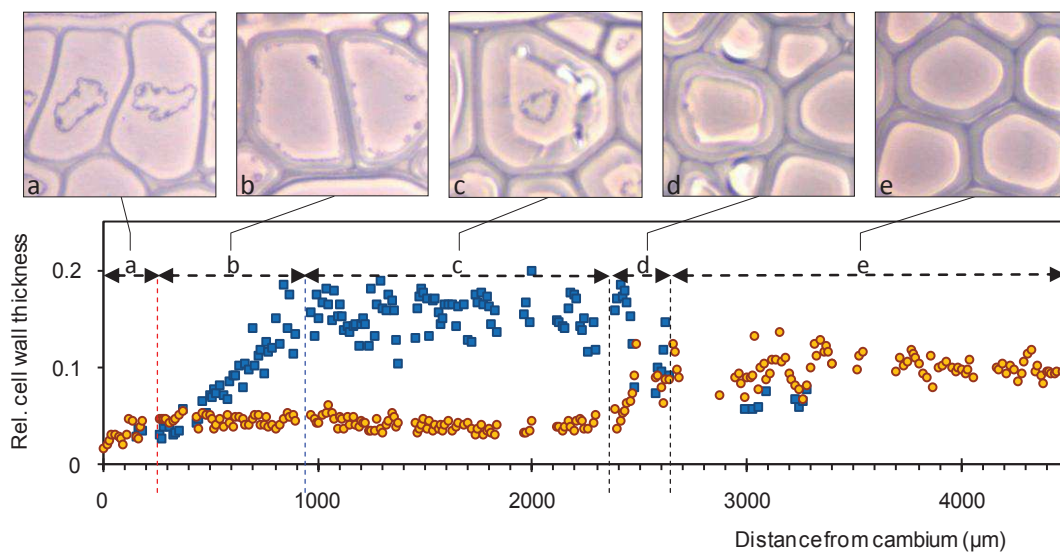 a
b
c
d
e
a
b
c
d
e
Rel. cell wall thickness
0.2
0.1
0
0
1000
2000
3000
4000
Distance from cambium (µm)